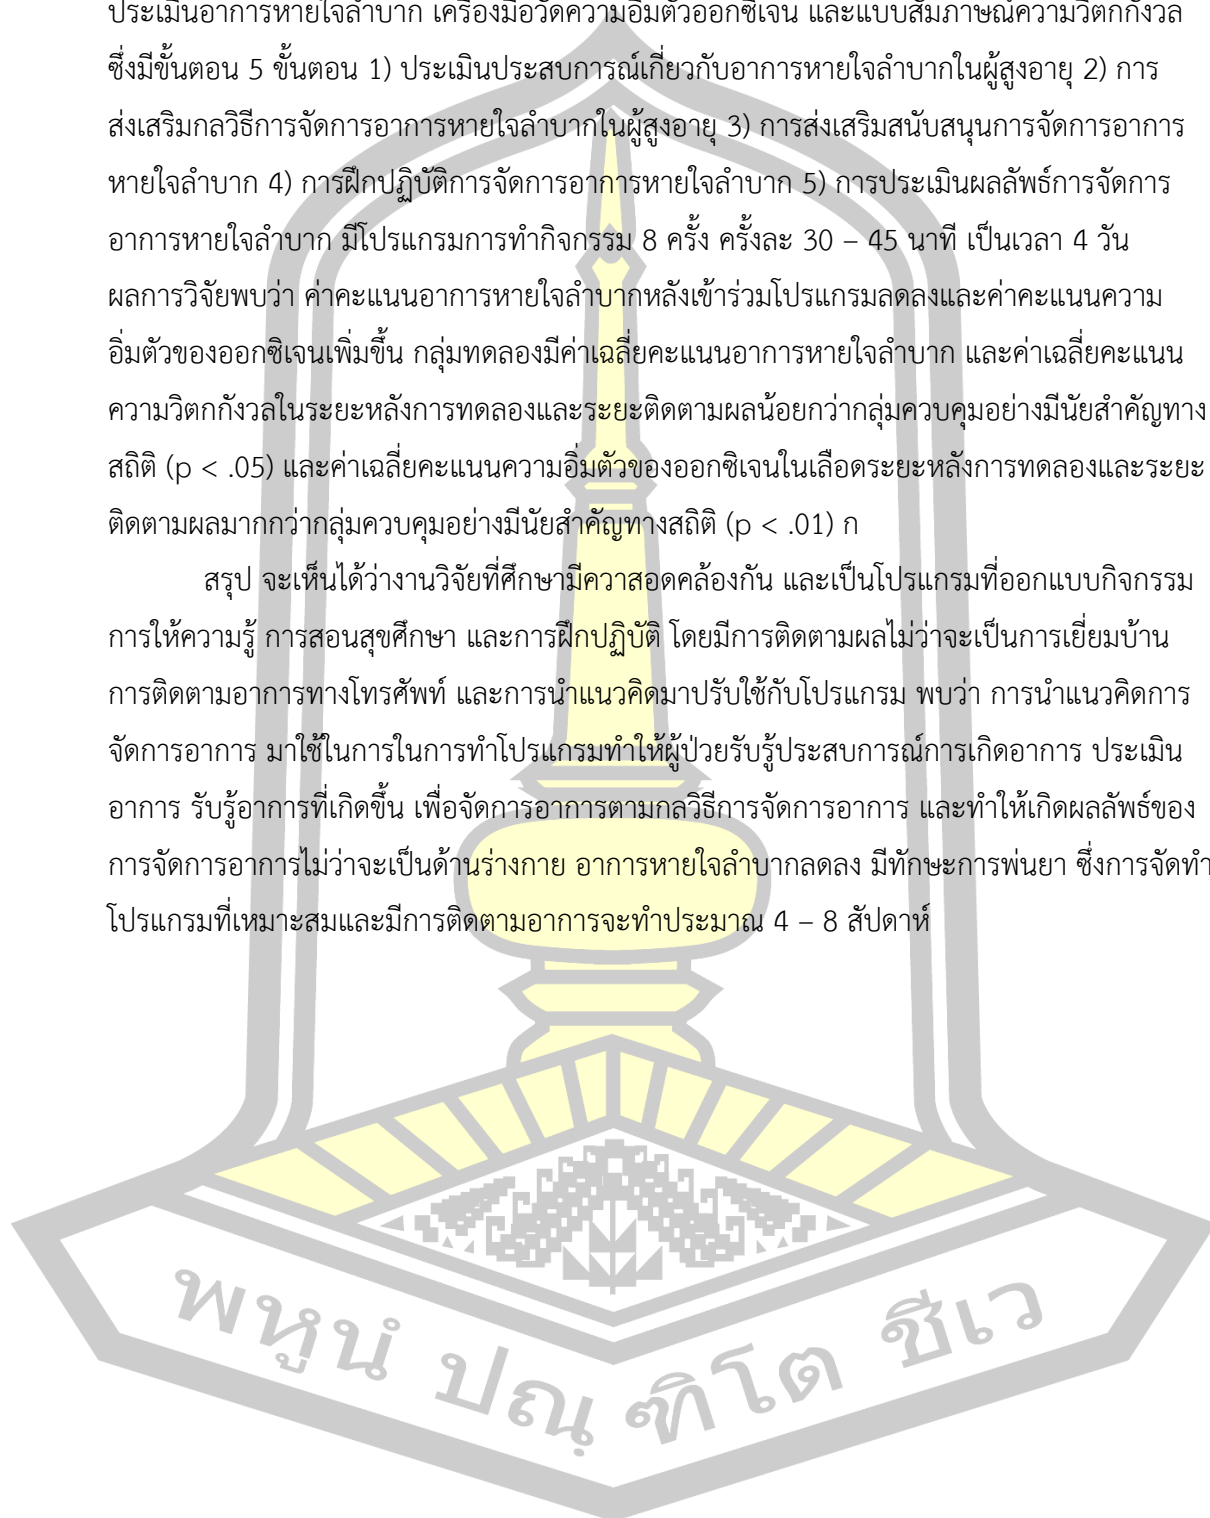 ประเมินอาการหายใจลำบาก เครื่องมือวัดความอิ่มตัวออกซิเจน และแบบสัมภาษณ์ความวิตกกังวล
ซึ่งมีขั้นตอน 5 ขั้นตอน 1) ประเมินประสบการณ์เกี่ยวกับอาการหายใจลำบากในผู้สูงอายุ 2) การ
ส่งเสริมกลวิธีการจัดการอาการหายใจลำบากในผู้สูงอายุ 3) การส่งเสริมสนับสนุนการจัดการอาการ
หายใจลำบาก 4) การฝึกปฏิบัติการจัดการอาการหายใจลำบาก 5) การประเมินผลลัพธ์การจัดการ
อาการหายใจลำบาก มีโปรแกรมการทำกิจกรรม 8 ครั้ง ครั้งละ 30 – 45 นาที เป็นเวลา 4 วัน
ผลการวิจัยพบว่า ค่าคะแนนอาการหายใจลำบากหลังเข้าร่วมโปรแกรมลดลงและค่าคะแนนความ
อิ่มตัวของออกซิเจนเพิ่มขึ้น กลุ่มทดลองมีค่าเฉลี่ยคะแนนอาการหายใจลำบาก และค่าเฉลี่ยคะแนน
ความวิตกกังวลในระยะหลังการทดลองและระยะติดตามผลน้อยกว่ากลุ่มควบคุมอย่างมีนัยสำคัญทาง
สถิติ (p < .05) และค่าเฉลี่ยคะแนนความอิ่มตัวของออกซิเจนในเลือดระยะหลังการทดลองและระยะ
ติดตามผลมากกว่ากลุ่มควบคุมอย่างมีนัยสำคัญทางสถิติ (p < .01) ก
สรุป จะเห็นได้ว่างานวิจัยที่ศึกษามีควาสอดคล้องกัน และเป็นโปรแกรมที่ออกแบบกิจกรรม
การให้ความรู้ การสอนสุขศึกษา และการฝึกปฏิบัติ โดยมีการติดตามผลไม่ว่าจะเป็นการเยี่ยมบ้าน
การติดตามอาการทางโทรศัพท์ และการนำแนวคิดมาปรับใช้กับโปรแกรม พบว่า การนำแนวคิดการ
จัดการอาการ มาใช้ในการในการทำโปรแกรมทำให้ผู้ป่วยรับรู้ประสบการณ์การเกิดอาการ ประเมิน
อาการ รับรู้อาการที่เกิดขึ้น เพื่อจัดการอาการตามกลวิธีการจัดการอาการ และทำให้เกิดผลลัพธ์ของ
การจัดการอาการไม่ว่าจะเป็นด้านร่างกาย อาการหายใจลำบากลดลง มีทักษะการพ่นยา ซึ่งการจัดทำ
โปรแกรมที่เหมาะสมและมีการติดตามอาการจะทำประมาณ 4 – 8 สัปดาห์
พหูนํ ปณฺฑิโต ชีเว